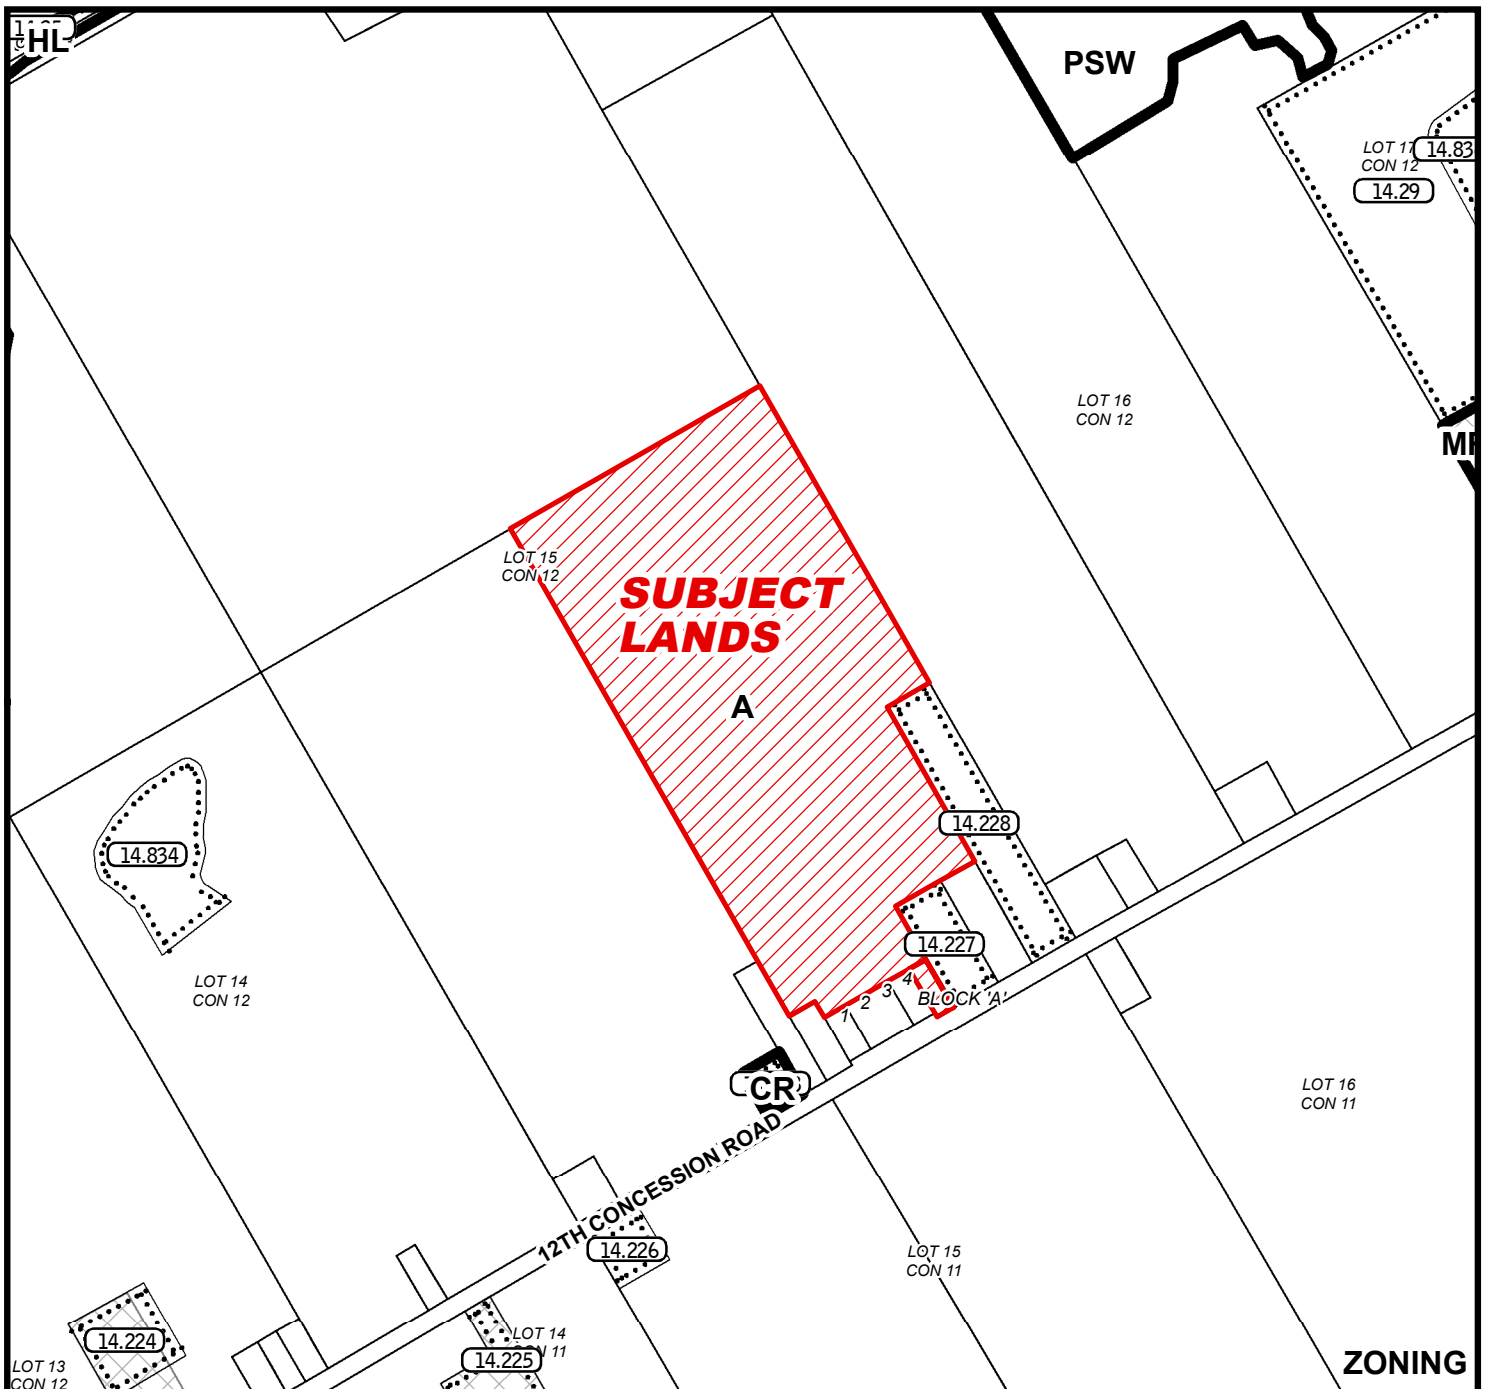 HL
PSW
LOT 17
CON 12
14.83
14.29
LOT 16
CON 12
LOT 15
CON 12
SUBJECT
LANDS
A
14.228
14.834
14.227
LOT 14
CON 12
1
2
3
4
BLOCK 'A'
CR
LOT 16
CON 11
12TH CONCESSION ROAD
14.226
LOT 15
CON 11
14.224
LOT 14
14.225
LOT 13
CON 12
ZONING